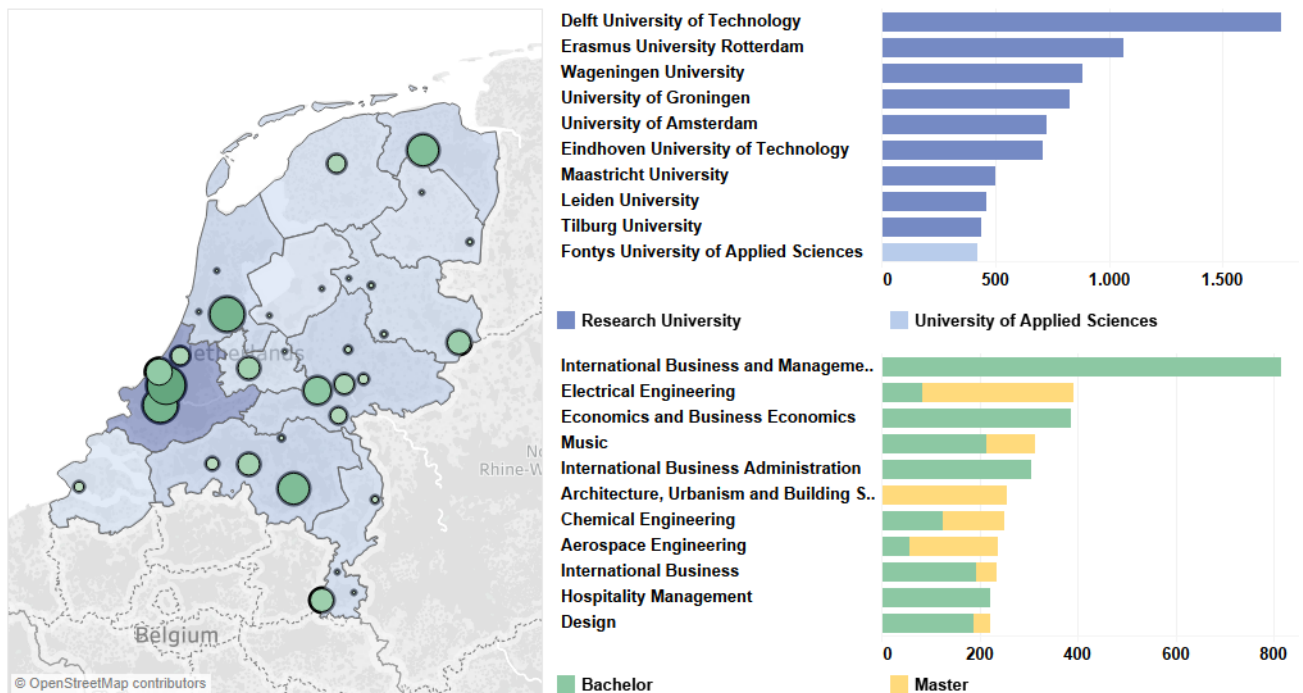 Netherlands
No
Rhine-W
Belgium
© OpenStreetMap contributors
Delft University of Technology
Erasmus University Rotterdam
Wageningen University
University of Groningen
University of Amsterdam
Eindhoven University of Technology
Maastricht University
Leiden University
Tilburg University
Fontys University of Applied Sciences
0 500 1.000 1.500
Research University University of Applied Sciences
International Business and Manageme..
Electrical Engineering
Economics and Business Economics
Music
International Business Administration
Architecture, Urbanism and Building S..
Chemical Engineering
Aerospace Engineering
International Business
Hospitality Management
Design
0 200 400 600 800
Bachelor Master